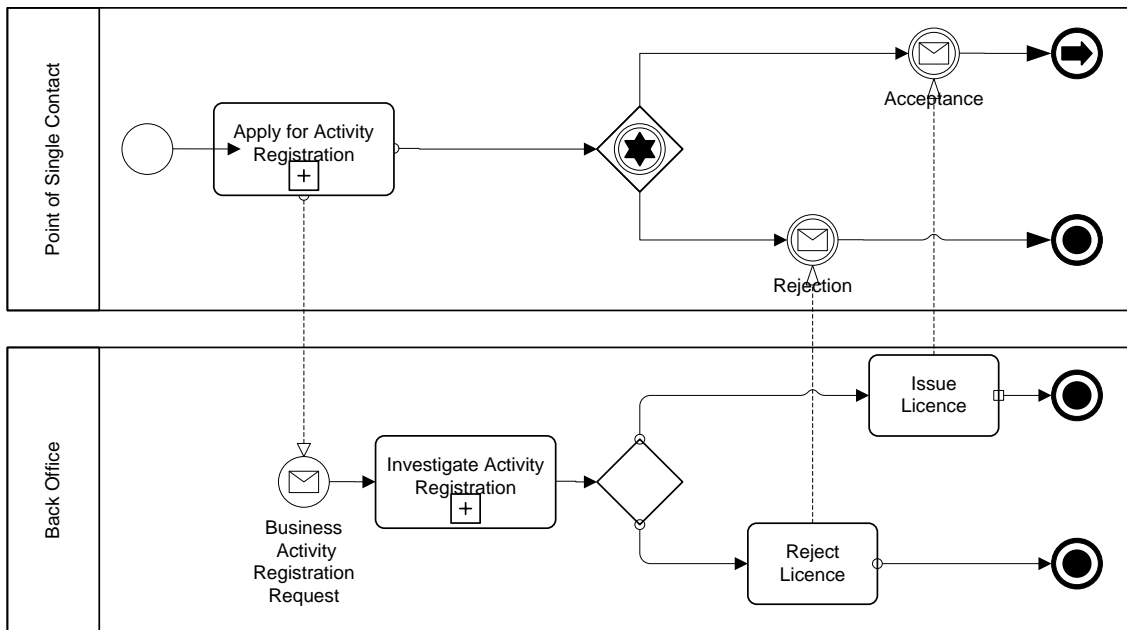 Point of Single Contact
Apply for Activity
Registration
Acceptance
Rejection
Back Office
Business
Activity
Registration
Request
Investigate Activity
Registration
Issue
Licence
Reject
Licence